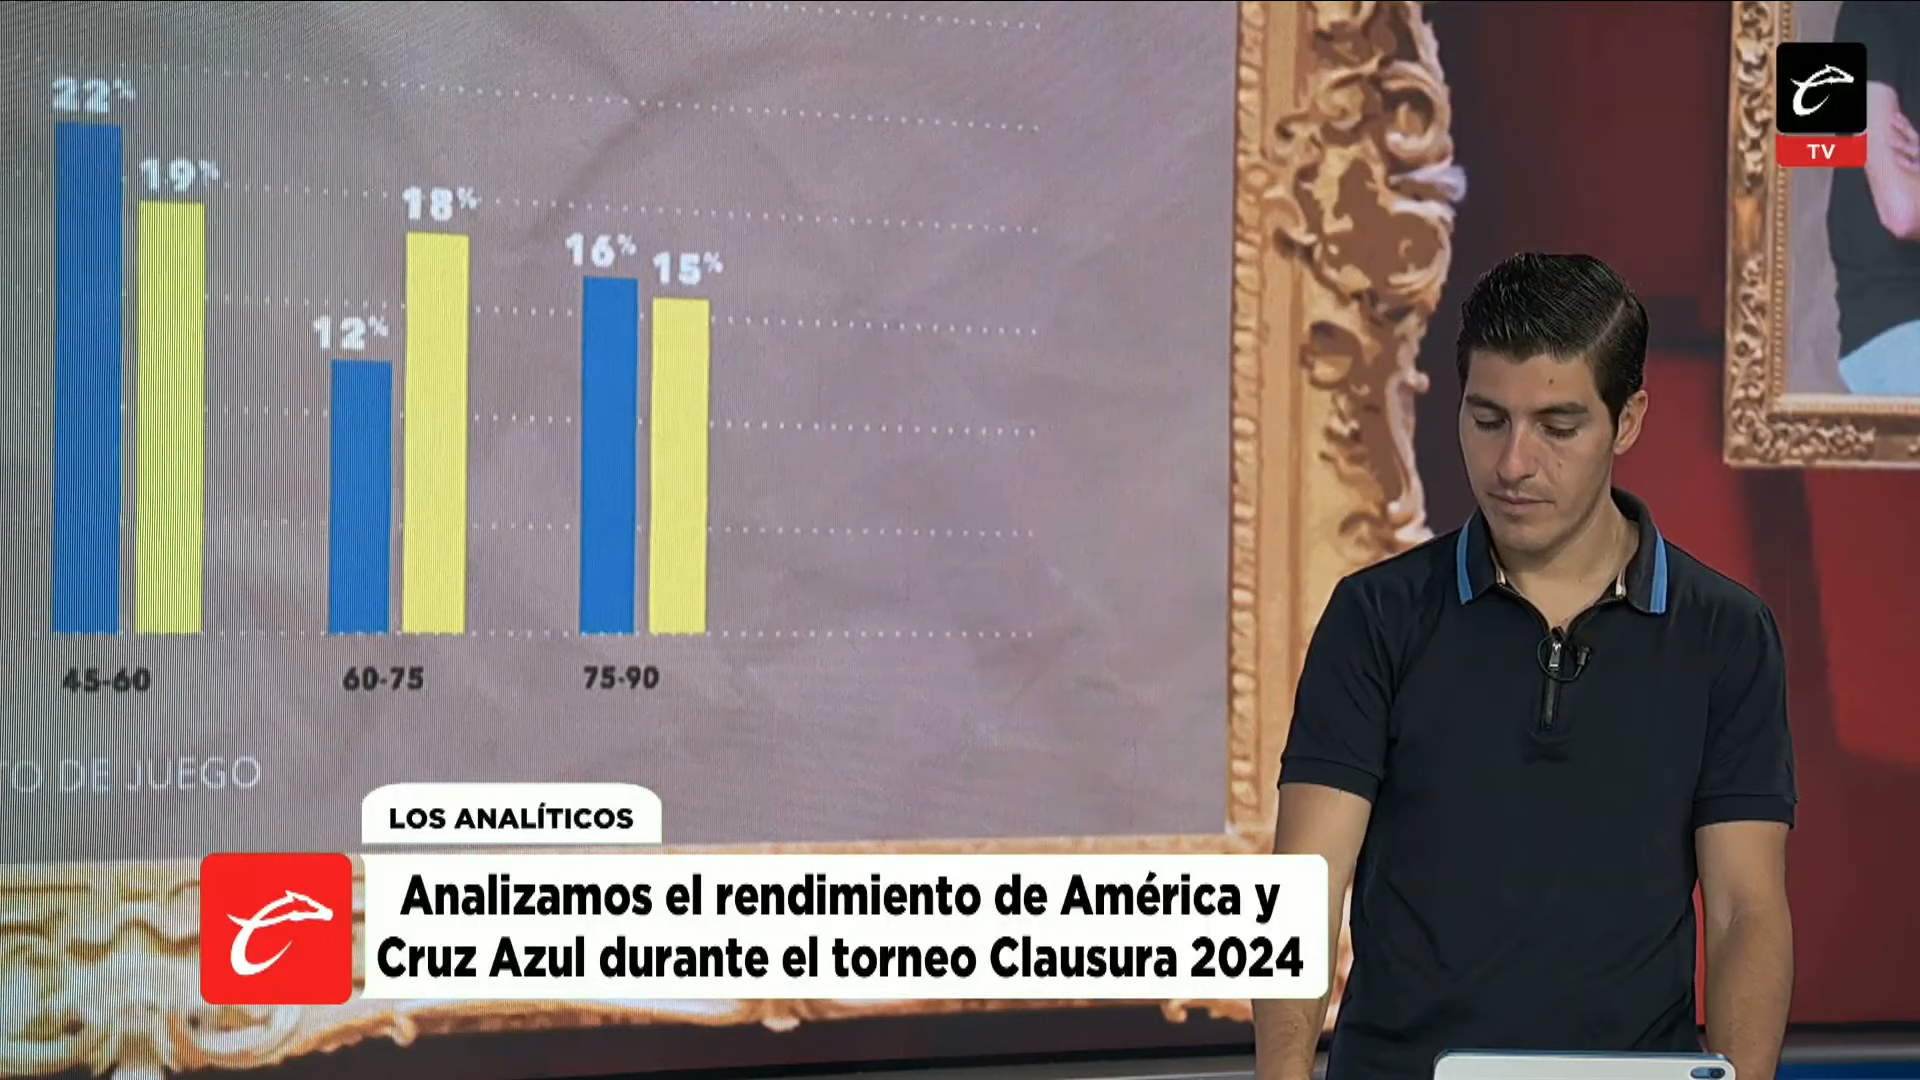 22%
19%
18%
12%
16%
15%
45-60
60-75
75-90
TO DE JUEGO
TV
LOS ANALÍTICOS
Analizamos el rendimiento de América y
Cruz Azul durante el torneo Clausura 2024